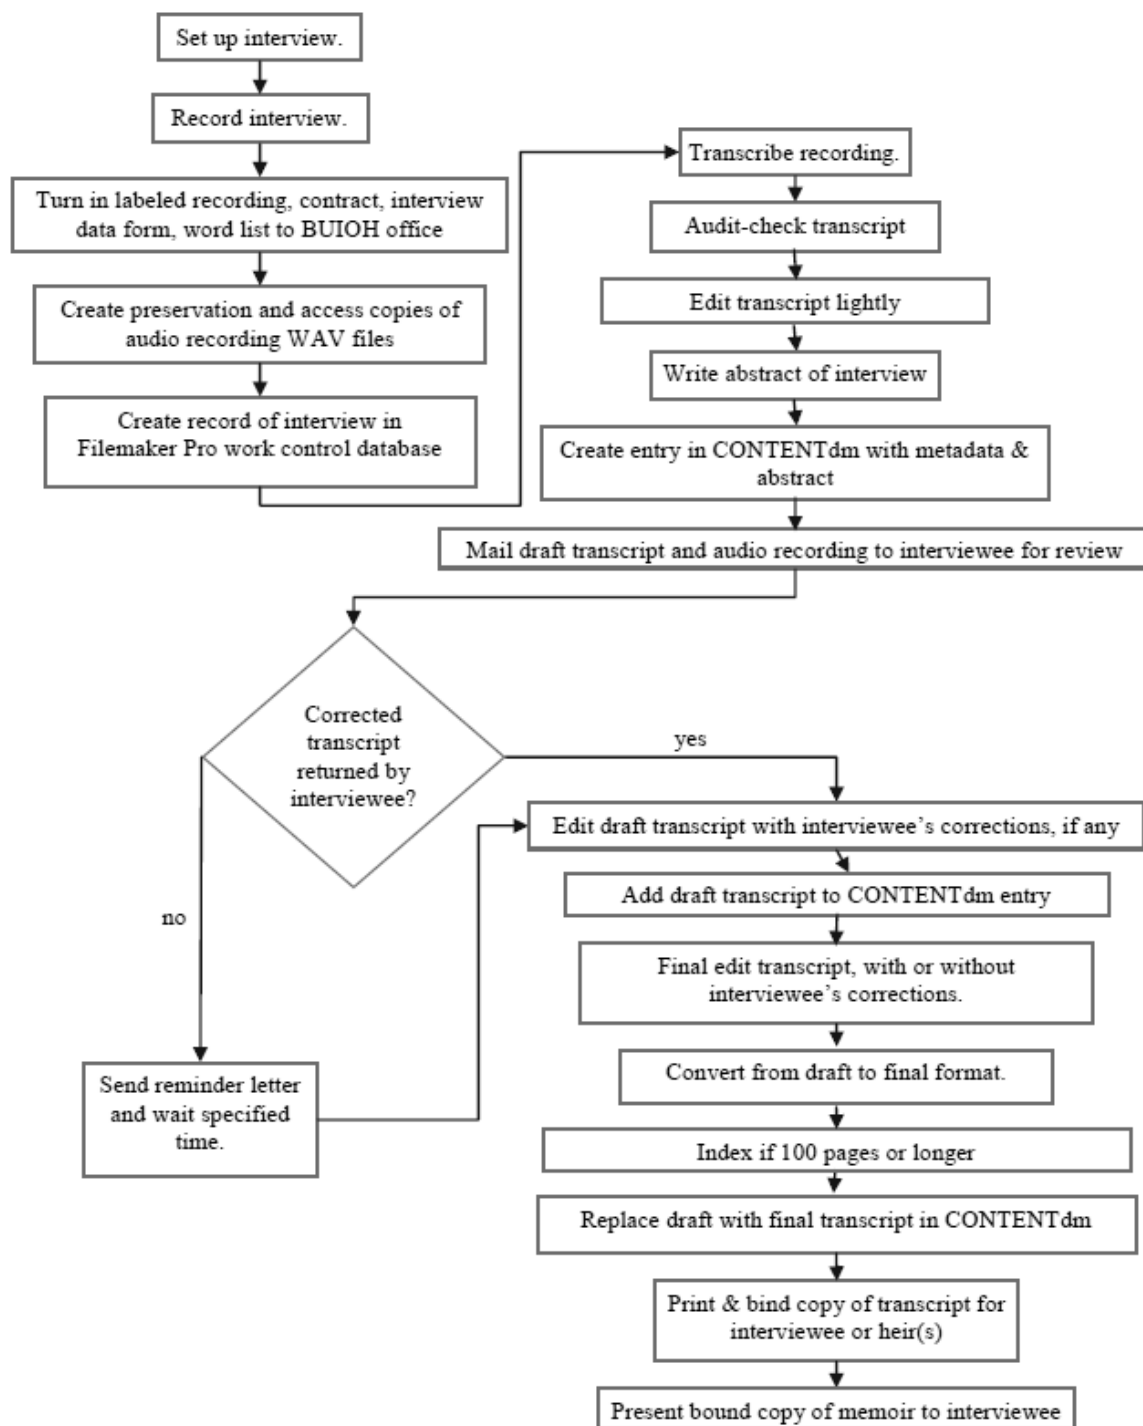 Set up interview.
Record interview.
Turn in labeled recording, contract, interview
data form, word list to BUIOH office
Create preservation and access copies of
audio recording WAV files
Create record of interview in
Filemaker Pro work control database
Transcribe recording.
Audit-check transcript
Edit transcript lightly
Write abstract of interview
Create entry in CONTENTdm with metadata &
abstract
Mail draft transcript and audio recording to interviewee for review
Corrected
transcript
returned by
interviewee?
yes
no
Send reminder letter
and wait specified
time.
Edit draft transcript with interviewee’s corrections, if any
Add draft transcript to CONTENTdm entry
Final edit transcript, with or without
interviewee’s corrections.
Convert from draft to final format.
Index if 100 pages or longer
Replace draft with final transcript in CONTENTdm
Print & bind copy of transcript for
interviewee or heir(s)
Present bound copy of memoir to interviewee